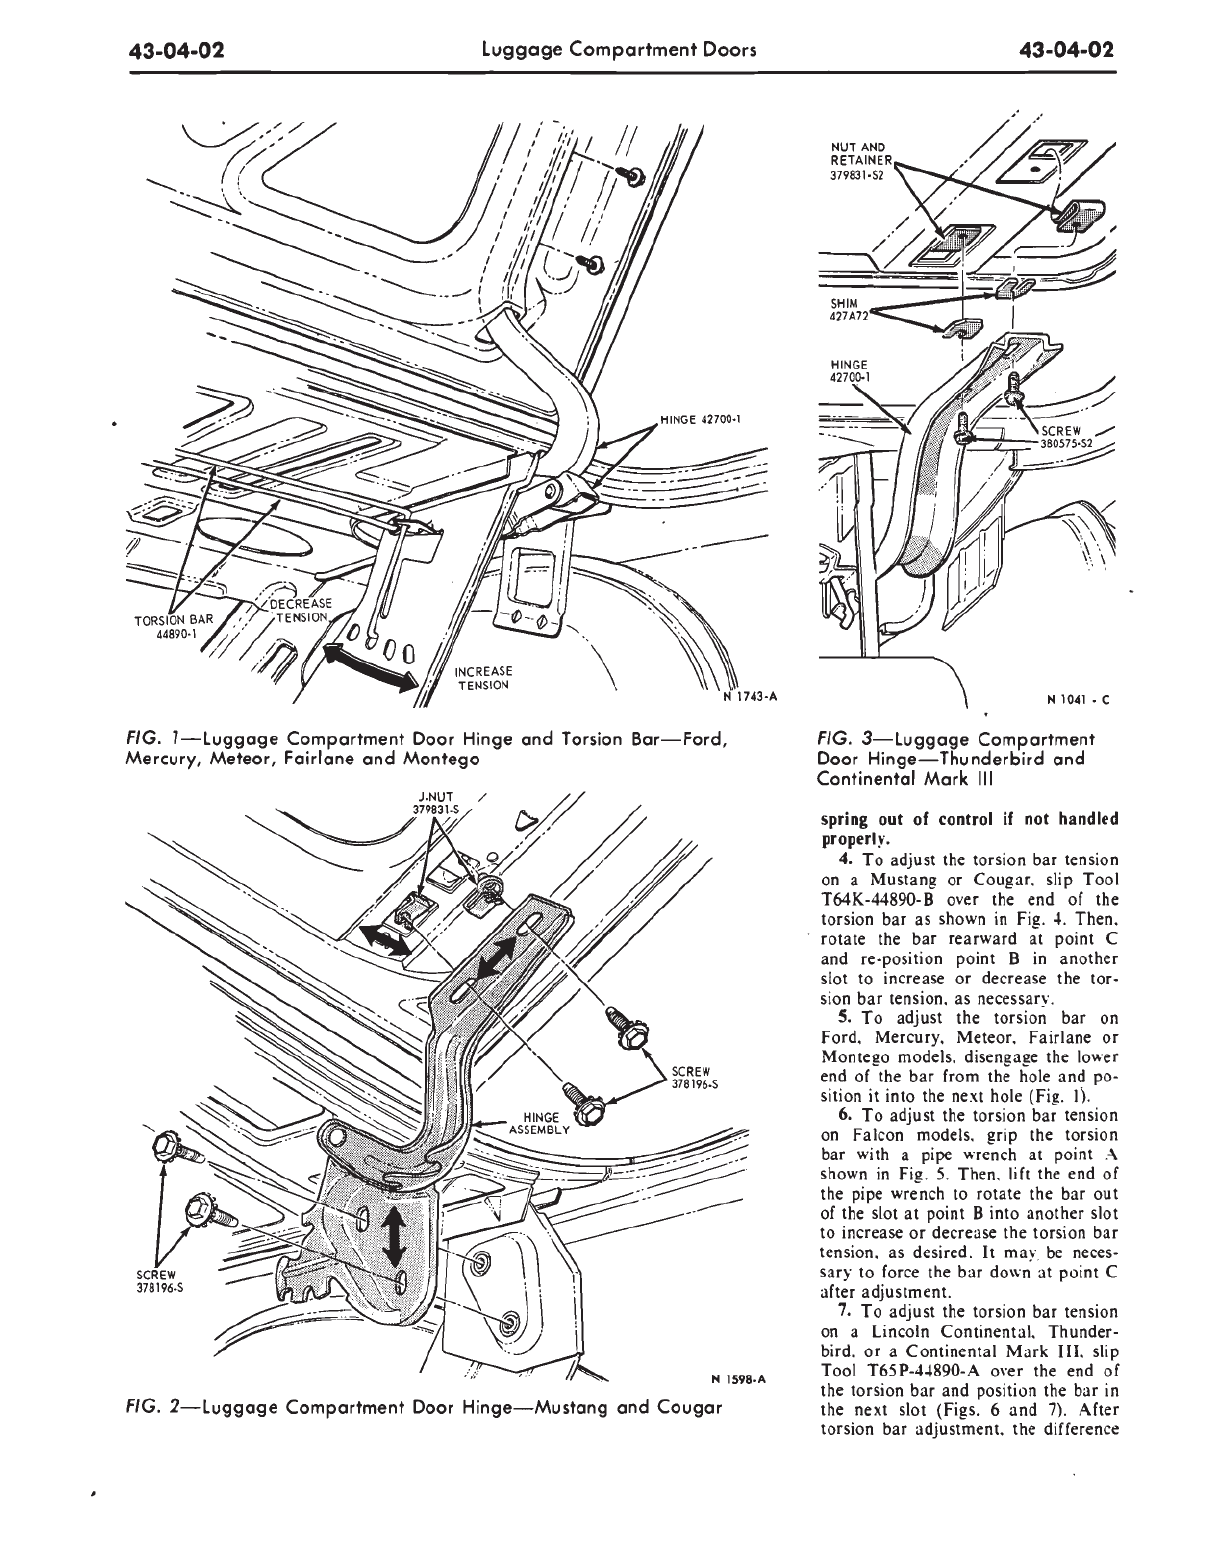 43-04-02 Luggage Compartment Doors 43-04-02
HINGE 42700-1
TORSION BAR
44890-1
DECREASE
TENSION
INCREASE
TENSION
N 1743-A
FIG. 1—Luggage Compartment Door Hinge and Torsion Bar—Ford,
Mercury, Meteor, Fairlane and Montego
J-NUT
379831-S
SCREW
378196-S
HINGE
ASSEMBLY
SCREW
378196-S
N 1598-A
FIG. 2—Luggage Compartment Door Hinge—Mustang and Cougar
NUT AND
RETAINER
379831-S2
SHIM
427A72
HINGE
42700-1
SCREW
380575-S2
N 1041 - C
FIG. 3—Luggage Compartment
Door Hinge—Thunderbird and
Continental Mark III
spring out of control if not handled
properly.
4. To adjust the torsion bar tension
on a Mustang or Cougar, slip Tool
T64K-44890-B over the end of the
torsion bar as shown in Fig. 4. Then,
rotate the bar rearward at point C
and re-position point B in another
slot to increase or decrease the tor-
sion bar tension, as necessary.
5. To adjust the torsion bar on
Ford, Mercury, Meteor, Fairlane or
Montego models, disengage the lower
end of the bar from the hole and po-
sition it into the next hole (Fig. 1).
6. To adjust the torsion bar tension
on Falcon models, grip the torsion
bar with a pipe wrench at point A
shown in Fig. 5. Then, lift the end of
the pipe wrench to rotate the bar out
of the slot at point B into another slot
to increase or decrease the torsion bar
tension, as desired. It may be neces-
sary to force the bar down at point C
after adjustment.
7. To adjust the torsion bar tension
on a Lincoln Continental, Thunder-
bird, or a Continental Mark III, slip
Tool T65P-44890-A over the end of
the torsion bar and position the bar in
the next slot (Figs. 6 and 7). After
torsion bar adjustment, the difference